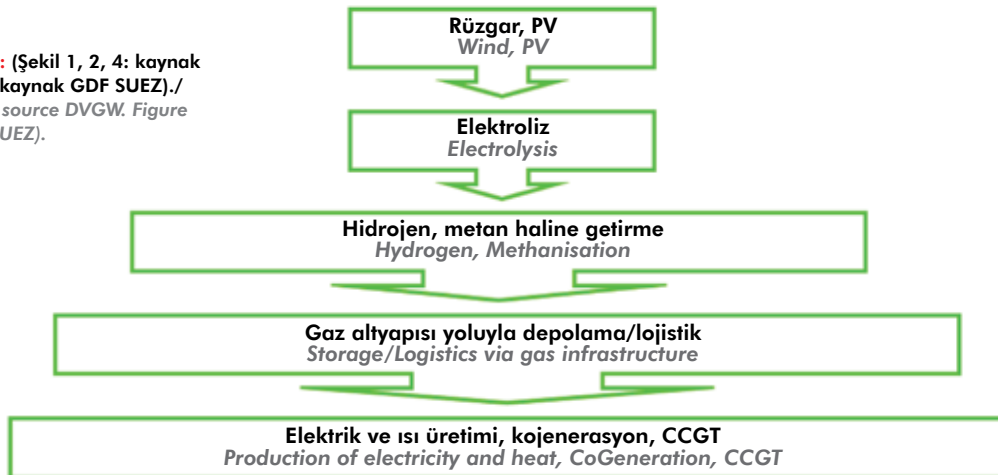 : (Şekil 1, 2, 4: kaynak
kaynak GDF SUEZ)./
source DVGW. Figure
UEZ).
Rüzgar, PV
Wind, PV
Elektroliz
Electrolysis
Hidrojen, metan haline getirme
Hydrogen, Methanisation
Gaz altyapısı yoluyla depolama/lojistik
Storage/Logistics via gas infrastructure
Elektrik ve ısı üretimi, kojenerasyon, CCGT
Production of electricity and heat, CoGeneration, CCGT